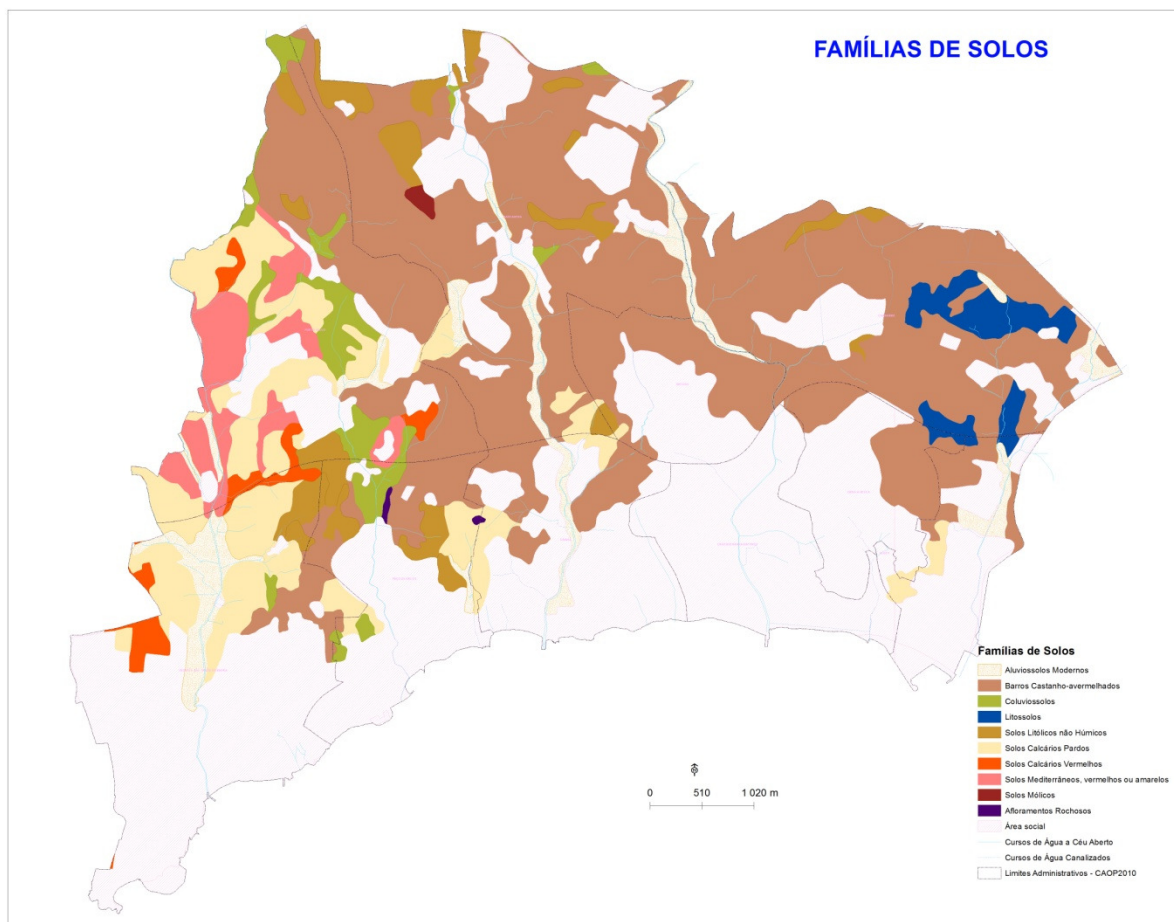 FAMÍLIAS DE SOLOS
Famílias de Solos
Aluviossolos Modernos
Barros Castanho-avermelhados
Coluviossolos
Litossolos
Solos Litólicos não Húmicos
Solos Calcários Pardos
Solos Calcários Vermelhos
Solos Mediterrâneos, vermelhos ou amarelos
Solos Mólicos
Afloramentos Rochosos
Área social
Cursos de Água a Céu Aberto
Cursos de Água Canalizados
Limites Administrativos - CAOP2010
0 510 1 020 m